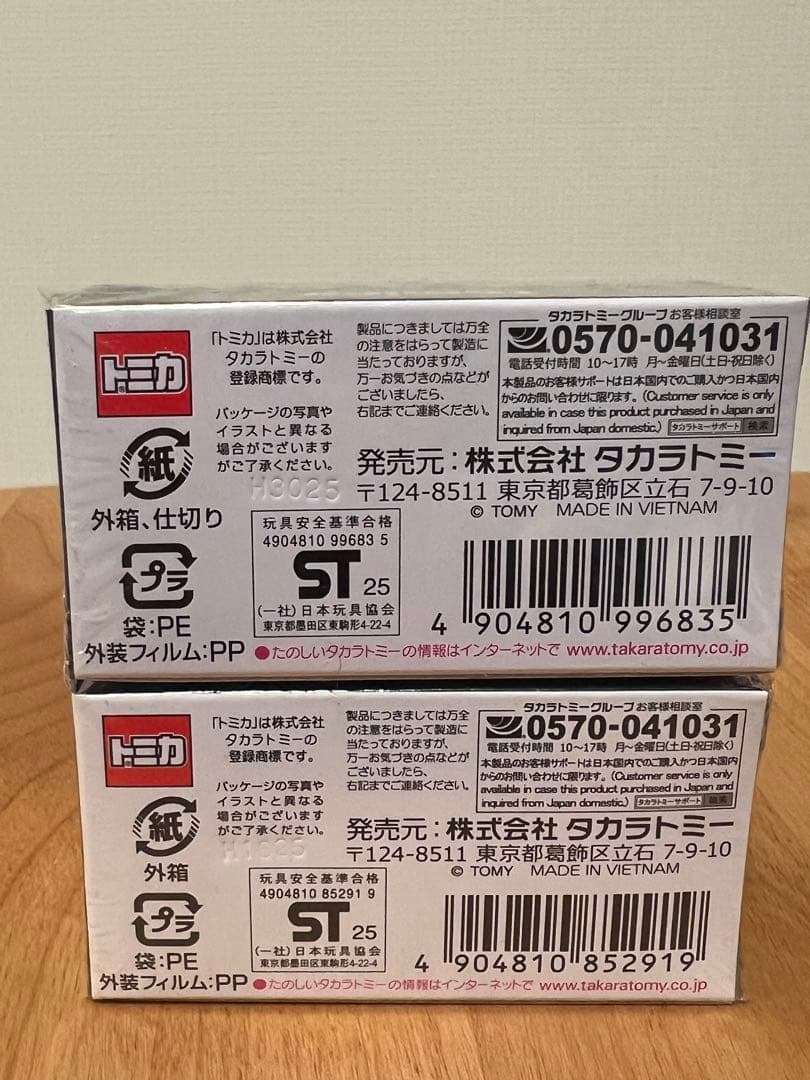 トミカ
「トミカ」は株式会社
タカラトミーの
登録商標です。
パッケージの写真や
イラストと異なる
場合がございます
がご了承ください。
H3025
製品につきましては万全
の注意をはらって製造に
当たっておりますが、
万一お気づきの点などが
ございましたら、
右記までご連絡ください。
タカラトミーグループ お客様相談室
0570-041031
電話受付時間 10〜17時 月〜金曜日(土日・祝日除く)
本製品のお客様サポートは日本国内でのご購入かつ日本国内
からのお問い合わせに限ります。(Customer service is only
available in case this product purchased in Japan and
inquired from Japan domestic.) タカラトミーサポート 検索
発売元:株式会社 タカラトミー
〒124-8511 東京都葛飾区立石 7-9-10
© TOMY MADE IN VIETNAM
紙
外箱、仕切り
プラ
袋:PE
外装フィルム:PP
玩具安全基準合格
4904810 99683 5
ST 25
(一社)日本玩具協会
東京都墨田区東駒形4-22-4
4 904810 996835
●たのしいタカラトミーの情報はインターネットで www.takaratomy.co.jp
トミカ
「トミカ」は株式会社
タカラトミーの
登録商標です。
パッケージの写真や
イラストと異なる
場合がございます
がご了承ください。
製品につきましては万全
の注意をはらって製造に
当たっておりますが、
万一お気づきの点などが
ございましたら、
右記までご連絡ください。
タカラトミーグループ お客様相談室
0570-041031
電話受付時間 10〜17時 月〜金曜日(土日・祝日除く)
本製品のお客様サポートは日本国内でのご購入かつ日本国内
からのお問い合わせに限ります。(Customer service is only
available in case this product purchased in Japan and
inquired from Japan domestic.) タカラトミーサポート 検索
発売元:株式会社 タカラトミー
〒124-8511 東京都葛飾区立石 7-9-10
© TOMY MADE IN VIETNAM
紙
外箱
プラ
袋:PE
外装フィルム:PP
玩具安全基準合格
4904810 85291 9
ST 25
(一社)日本玩具協会
東京都墨田区東駒形4-22-4
4 904810 852919
●たのしいタカラトミーの情報はインターネットで www.takaratomy.co.jp